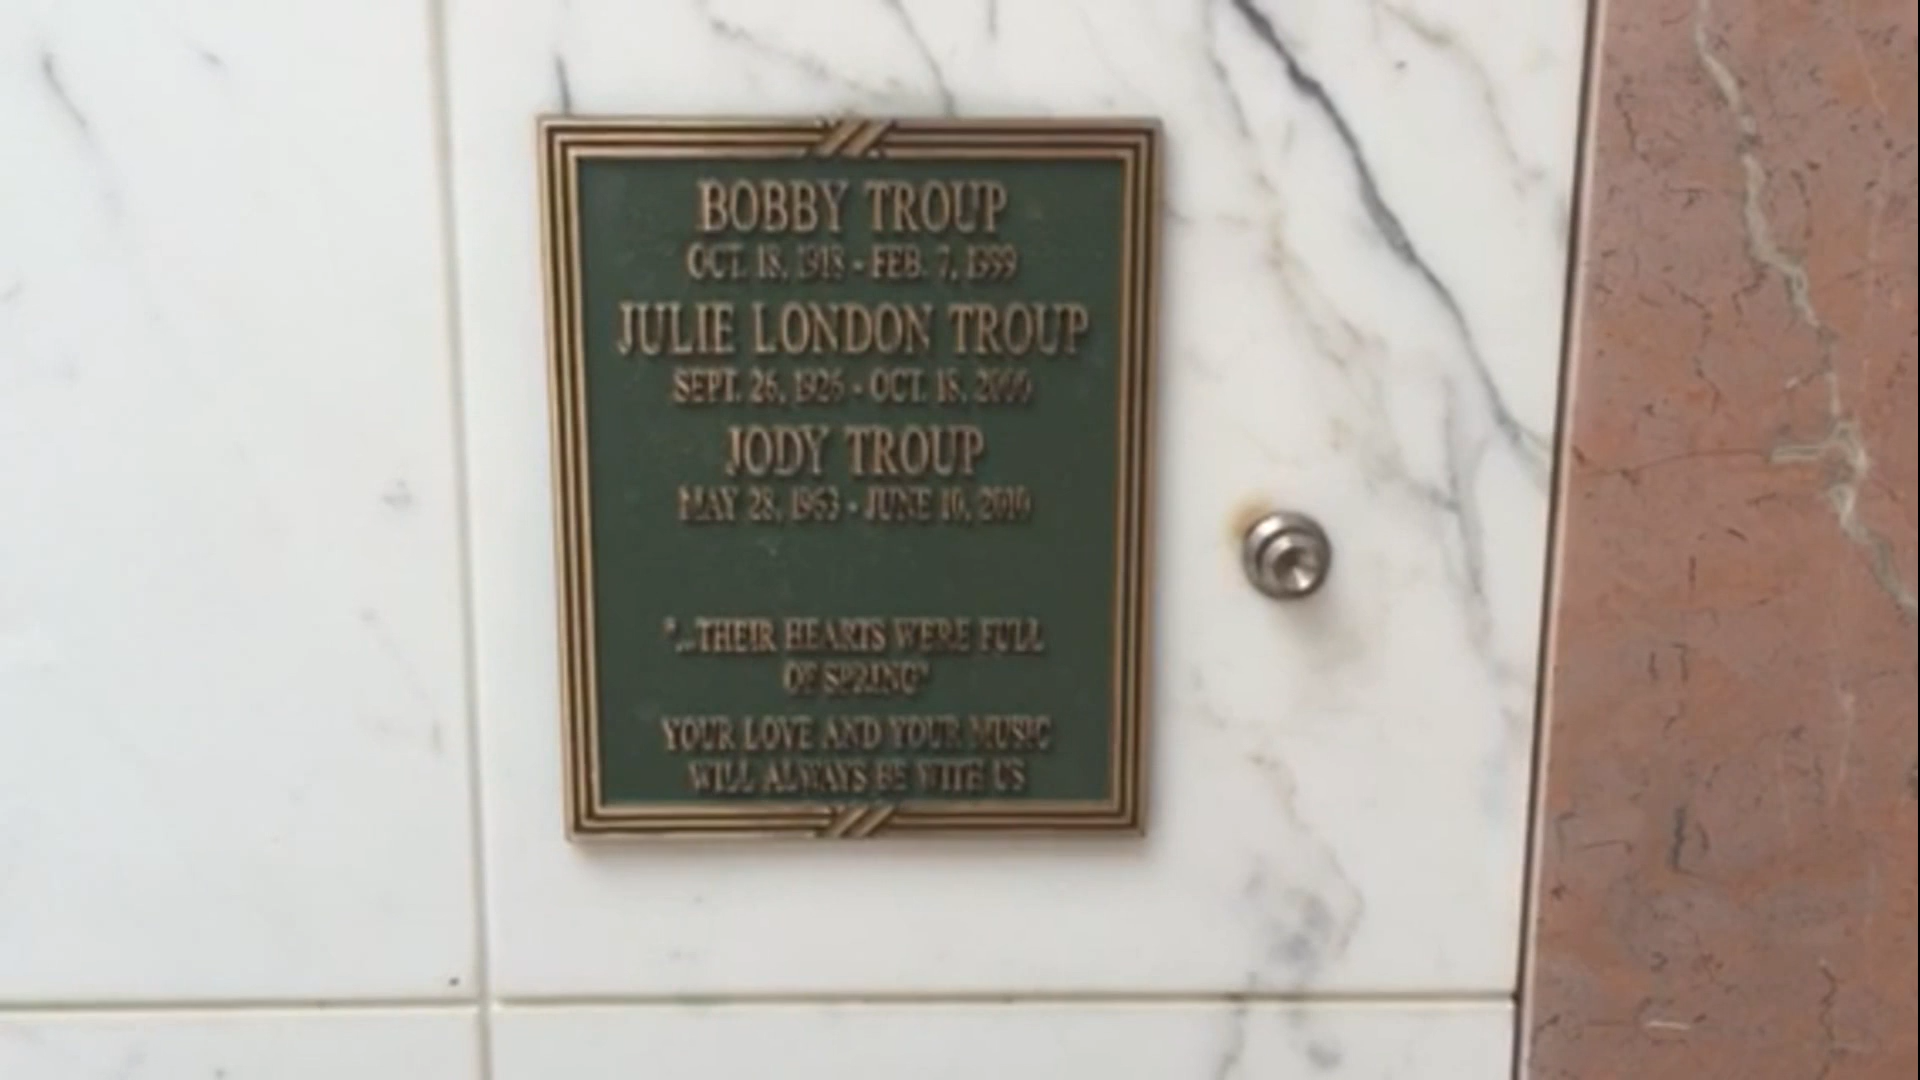 BOBBY TROUP
OCT. 18, 1918 - FEB. 7, 1999
JULIE LONDON TROUP
SEPT. 26, 1926 - OCT. 18, 2000
JODY TROUP
MAY 28, 1963 - JUNE 10, 2010
"...THEIR HEARTS WERE FULL
OF SPRING"
YOUR LOVE AND YOUR MUSIC
WILL ALWAYS BE WITH US